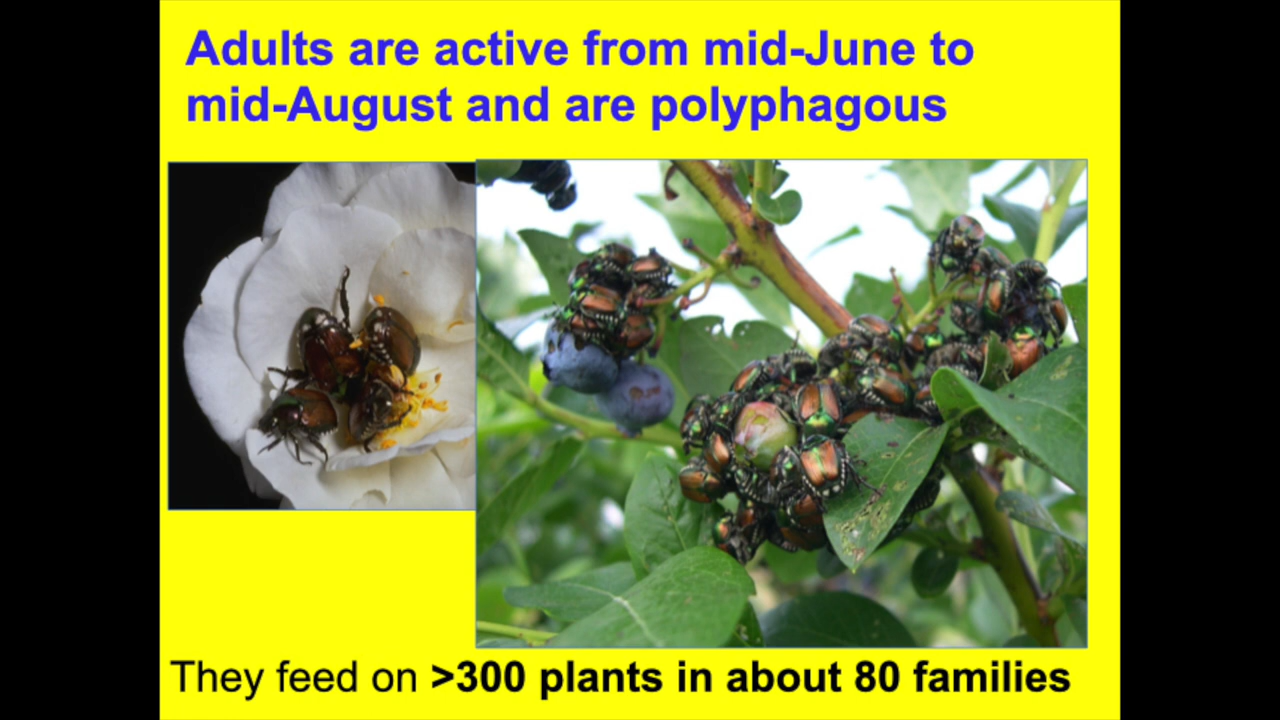 Adults are active from mid-June to
mid-August and are polyphagous
They feed on >300 plants in about 80 families